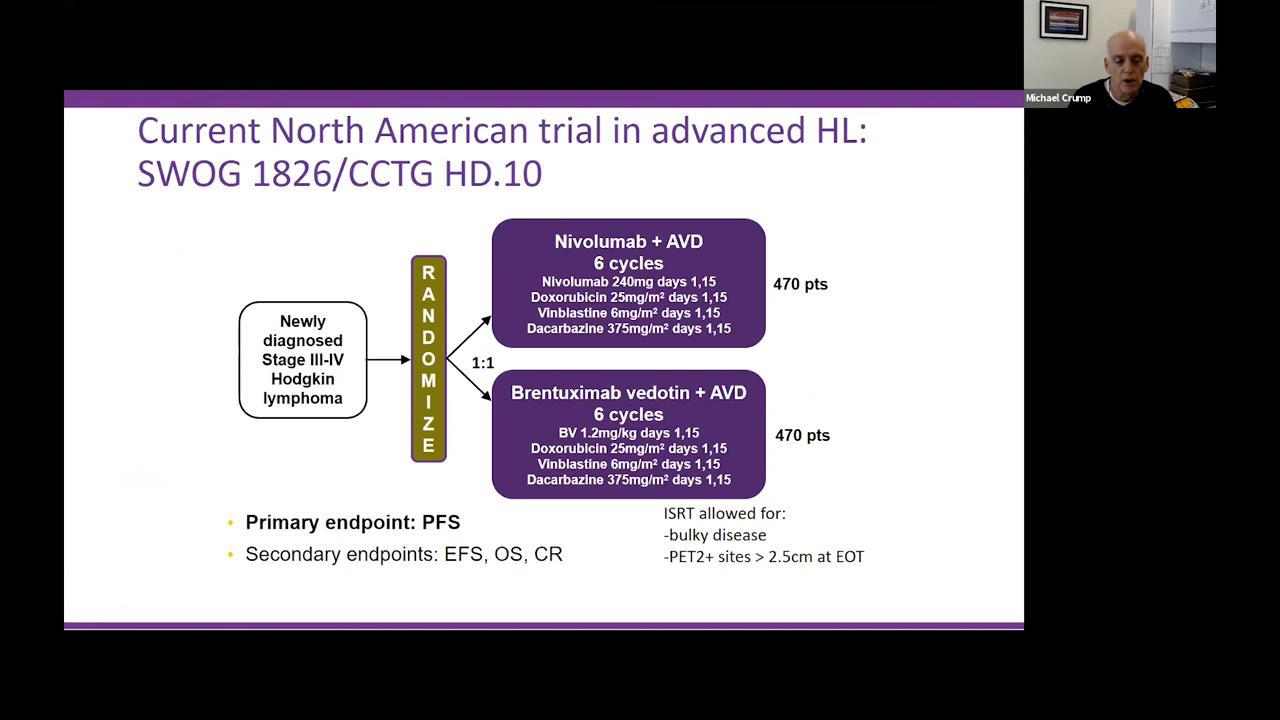 Michael Crump
Current North American trial in advanced HL:
SWOG 1826/CCTG HD.10
Newly
diagnosed
Stage III-IV
Hodgkin
lymphoma
R
A
N
D
O
M
I
Z
E
1:1
Nivolumab + AVD
6 cycles
Nivolumab 240mg days 1,15
Doxorubicin 25mg/m² days 1,15
Vinblastine 6mg/m² days 1,15
Dacarbazine 375mg/m² days 1,15
470 pts
Brentuximab vedotin + AVD
6 cycles
BV 1.2mg/kg days 1,15
Doxorubicin 25mg/m² days 1,15
Vinblastine 6mg/m² days 1,15
Dacarbazine 375mg/m² days 1,15
470 pts
• Primary endpoint: PFS
• Secondary endpoints: EFS, OS, CR
ISRT allowed for:
-bulky disease
-PET2+ sites > 2.5cm at EOT